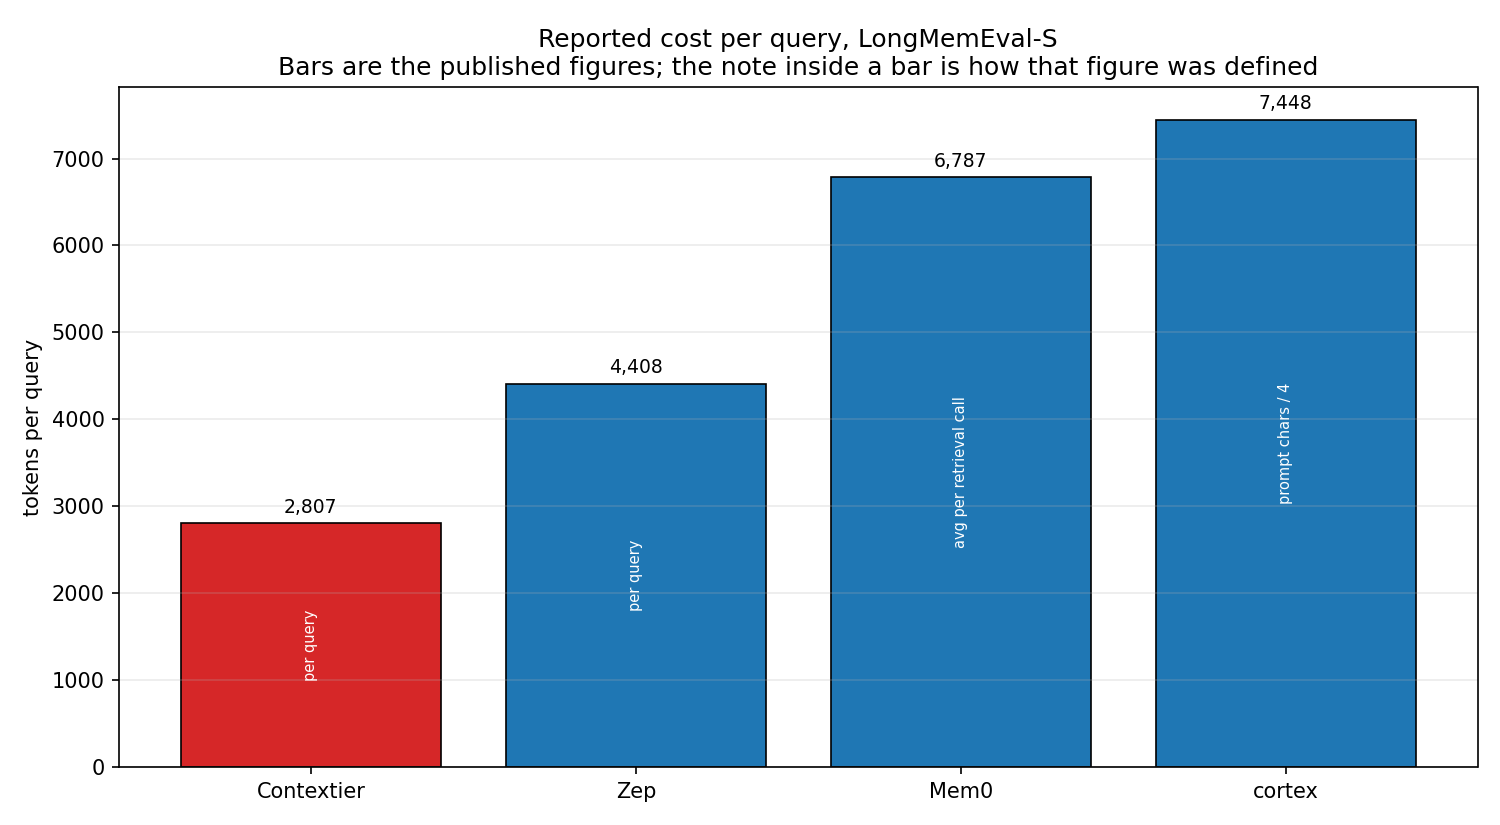 Reported cost per query, LongMemEval-S
Bars are the published figures; the note inside a bar is how that figure was defined
tokens per query
7000
6000
5000
4000
3000
2000
1000
0
2,807
4,408
6,787
7,448
per query
per query
avg per retrieval call
prompt chars / 4
Contextier
Zep
Mem0
cortex